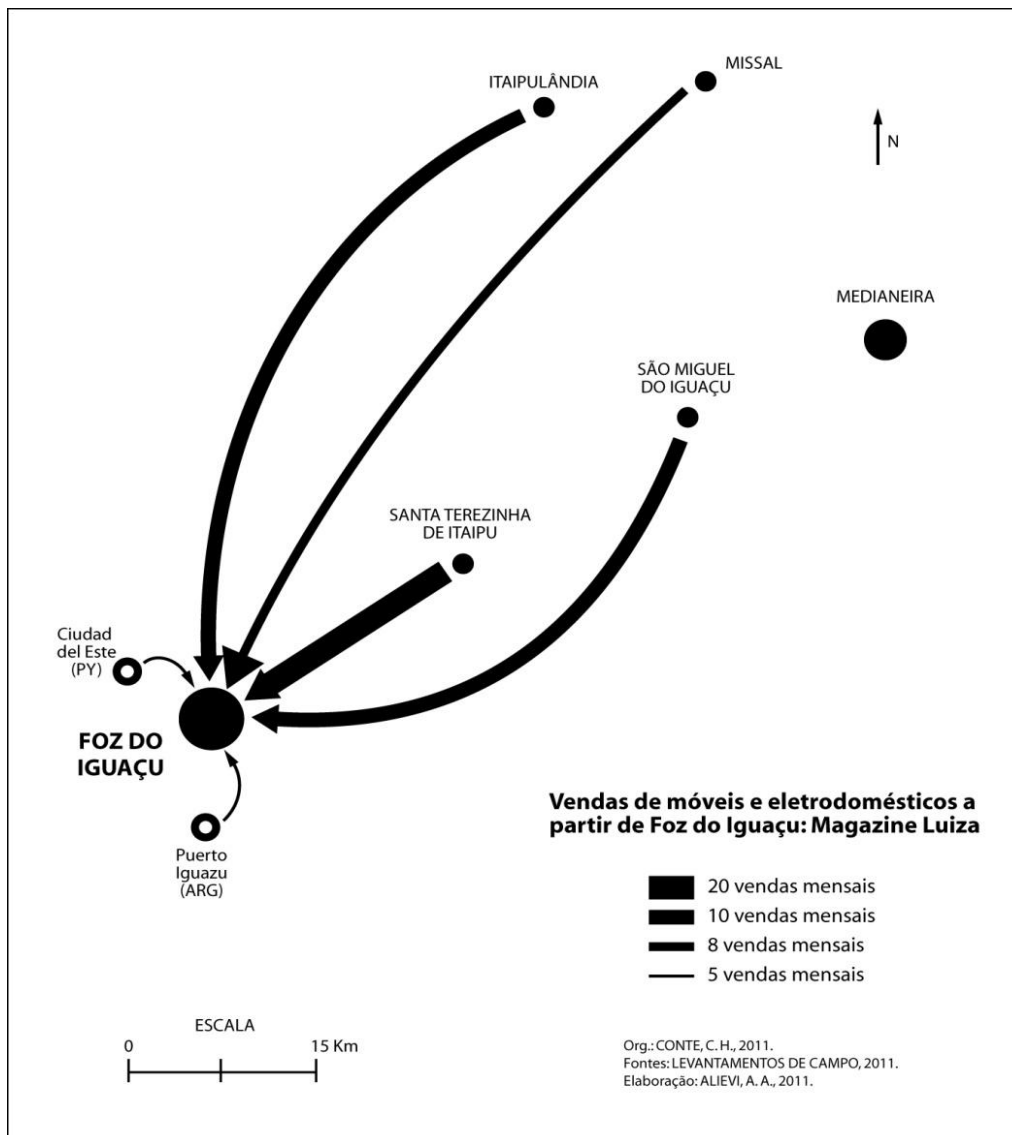 MISSAL
ITAIPULÂNDIA
N
MEDIANEIRA
SÃO MIGUEL
DO IGUAÇU
SANTA TEREZINHA
DE ITAIPU
Ciudad
del Este
(PY)
FOZ DO
IGUAÇU
Puerto
Iguazu
(ARG)
Vendas de móveis e eletrodomésticos a
partir de Foz do Iguaçu: Magazine Luiza
20 vendas mensais
10 vendas mensais
8 vendas mensais
5 vendas mensais
ESCALA
0 15 Km
Org.: CONTE, C. H., 2011.
Fontes: LEVANTAMENTOS DE CAMPO, 2011.
Elaboração: ALIEVI, A. A., 2011.